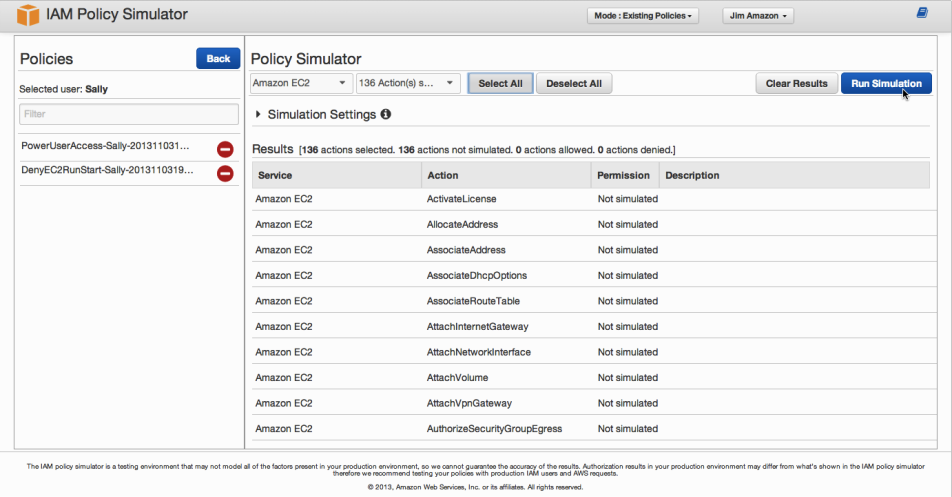 IAM Policy Simulator
Mode : Existing Policies
Jim Amazon
Policies
Back
Selected user: Sally
Filter
PowerUserAccess-Sally-201311031...
DenyEC2RunStart-Sally-2013110319...
Policy Simulator
Amazon EC2
136 Action(s) s...
Select All
Deselect All
Clear Results
Run Simulation
Simulation Settings
Results [136 actions selected. 136 actions not simulated. 0 actions allowed. 0 actions denied.]
Service Action Permission Description
Amazon EC2 ActivateLicense Not simulated
Amazon EC2 AllocateAddress Not simulated
Amazon EC2 AssociateAddress Not simulated
Amazon EC2 AssociateDhcpOptions Not simulated
Amazon EC2 AssociateRouteTable Not simulated
Amazon EC2 AttachInternetGateway Not simulated
Amazon EC2 AttachNetworkInterface Not simulated
Amazon EC2 AttachVolume Not simulated
Amazon EC2 AttachVpnGateway Not simulated
Amazon EC2 AuthorizeSecurityGroupEgress Not simulated
The IAM policy simulator is a testing environment that may not model all of the factors present in your production environment, so we cannot guarantee the accuracy of the results. Authorization results in your production environment may differ from what's shown in the IAM policy simulator
therefore we recommend testing your policies with production IAM users and AWS requests.
© 2013, Amazon Web Services, Inc. or its affiliates. All rights reserved.